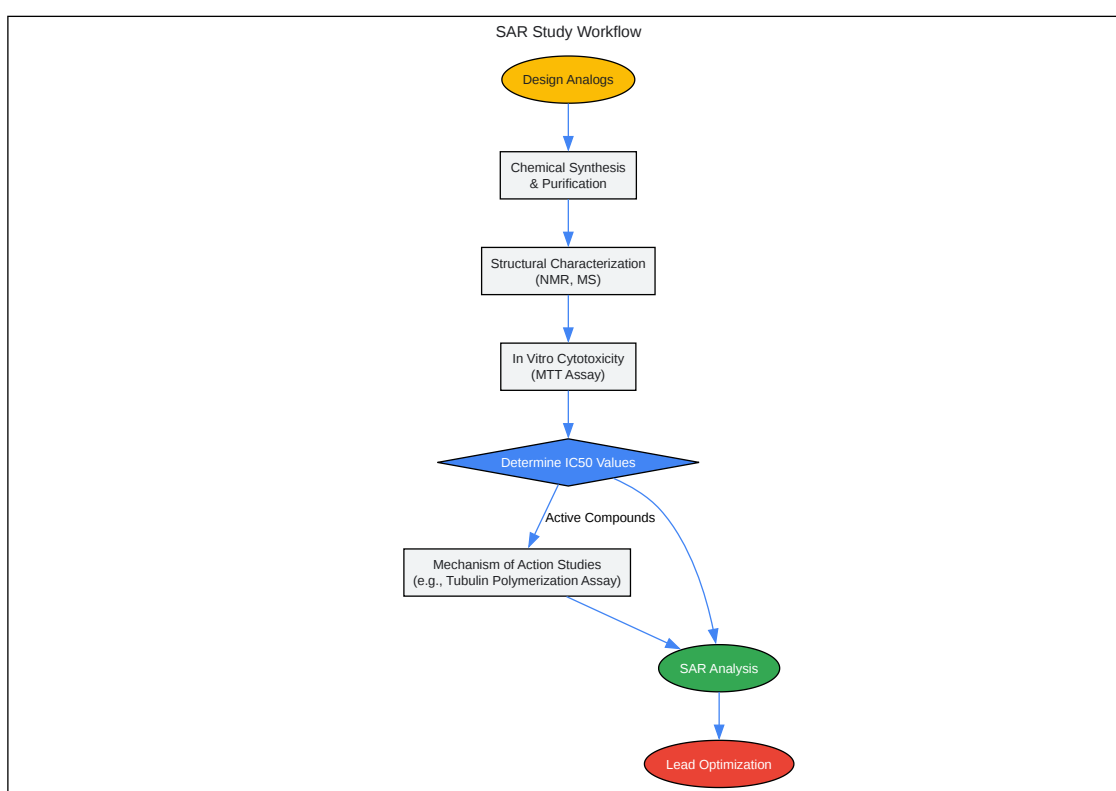 SAR Study Workflow
Design Analogs
Chemical Synthesis
& Purification
Structural Characterization
(NMR, MS)
In Vitro Cytotoxicity
(MTT Assay)
Determine IC50 Values
Active Compounds
Mechanism of Action Studies
(e.g., Tubulin Polymerization Assay)
SAR Analysis
Lead Optimization